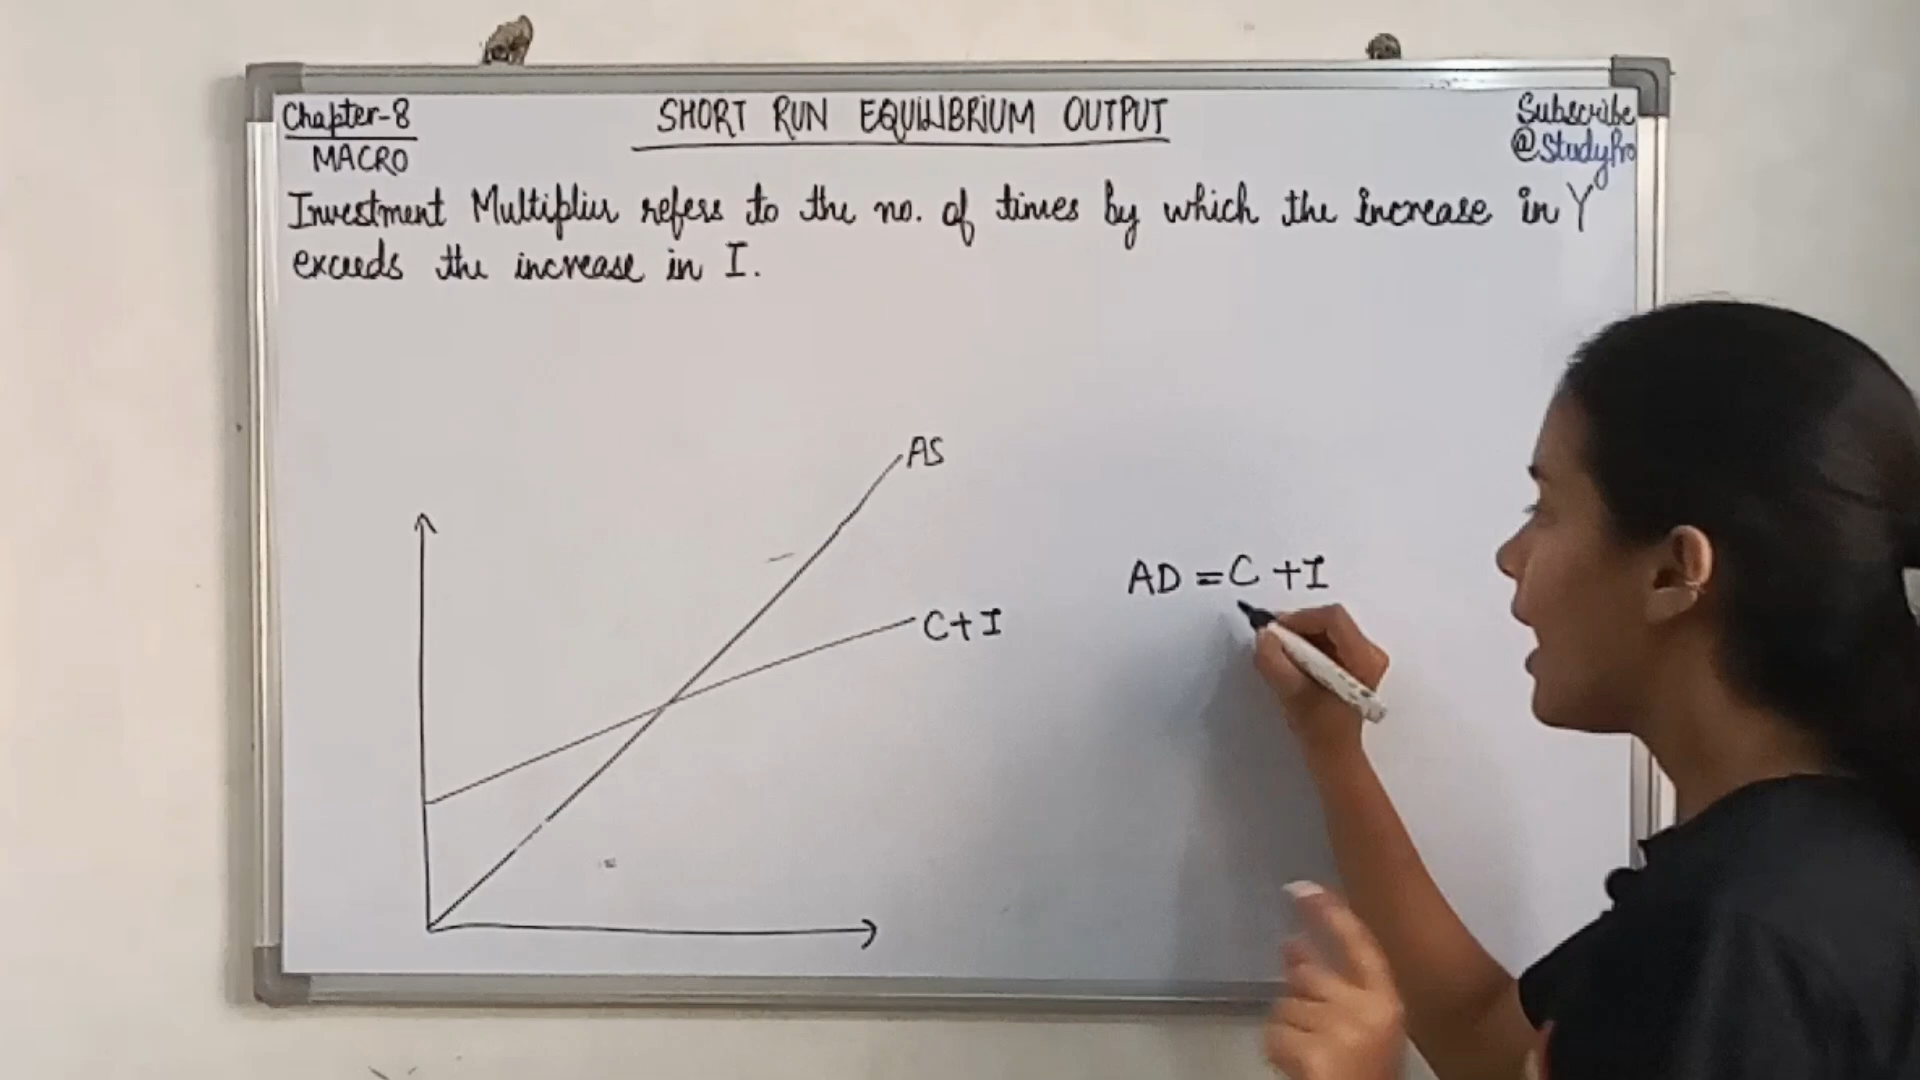 Chapter-8
MACRO
SHORT RUN EQUILIBRIUM OUTPUT
Subscribe
@StudyPro
Investment Multiplier refers to the no. of times by which the increase in Y
exceeds the increase in I.
AS
C+I
AD = C + I